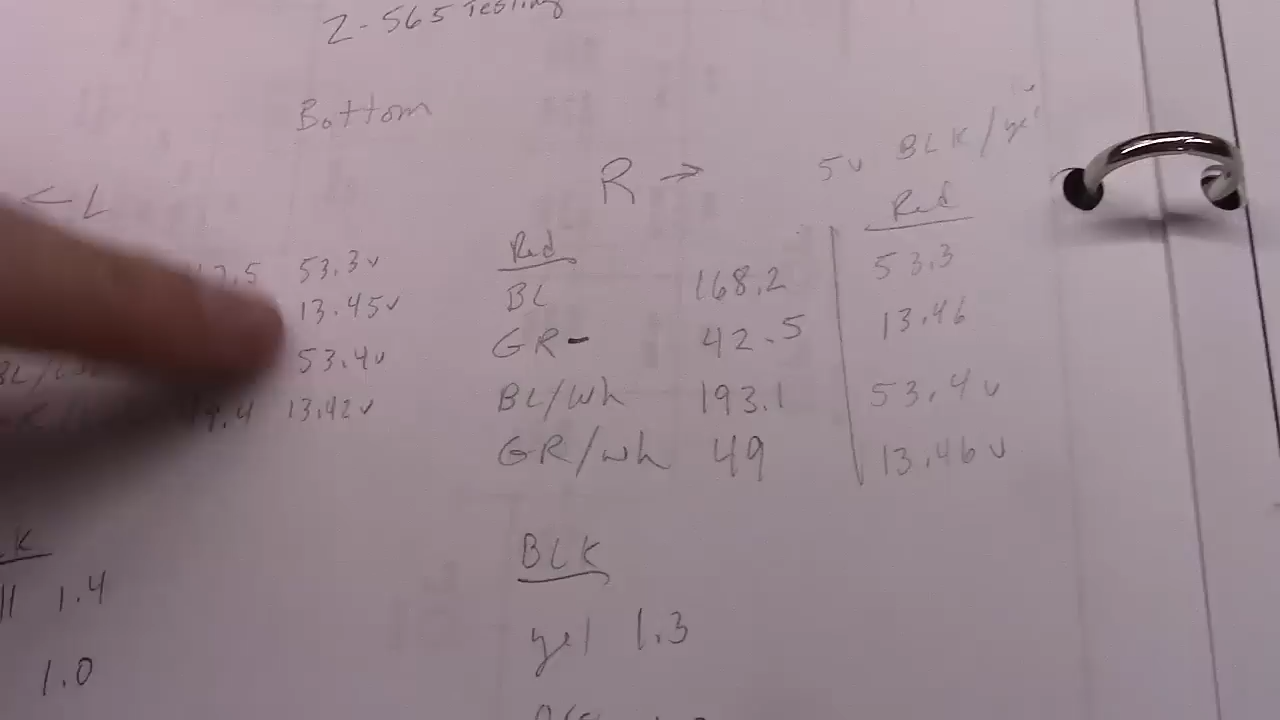 Z-565 Testing
Bottom
<L
R →
5v BLK/yel
Red
53.3v
13.45v
53.4v
13.42v
Red
BL 168.2 53.3
GR- 42.5 13.46
BL/Wh 193.1 53.4v
GR/Wh 49 13.46v
1.4
1.0
BLK
yel 1.3